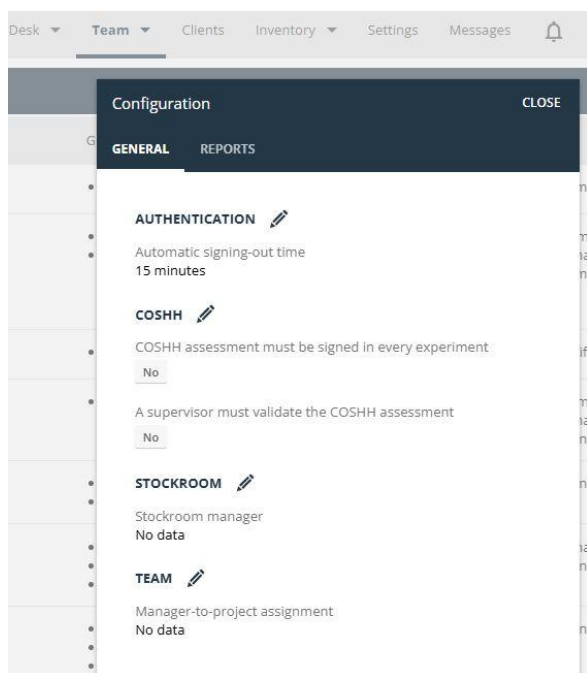 Desk Team Clients Inventory Settings Messages
Configuration CLOSE
GENERAL REPORTS
AUTHENTICATION
Automatic signing-out time
15 minutes
COSHH
COSHH assessment must be signed in every experiment
No
A supervisor must validate the COSHH assessment
No
STOCKROOM
Stockroom manager
No data
TEAM
Manager-to-project assignment
No data